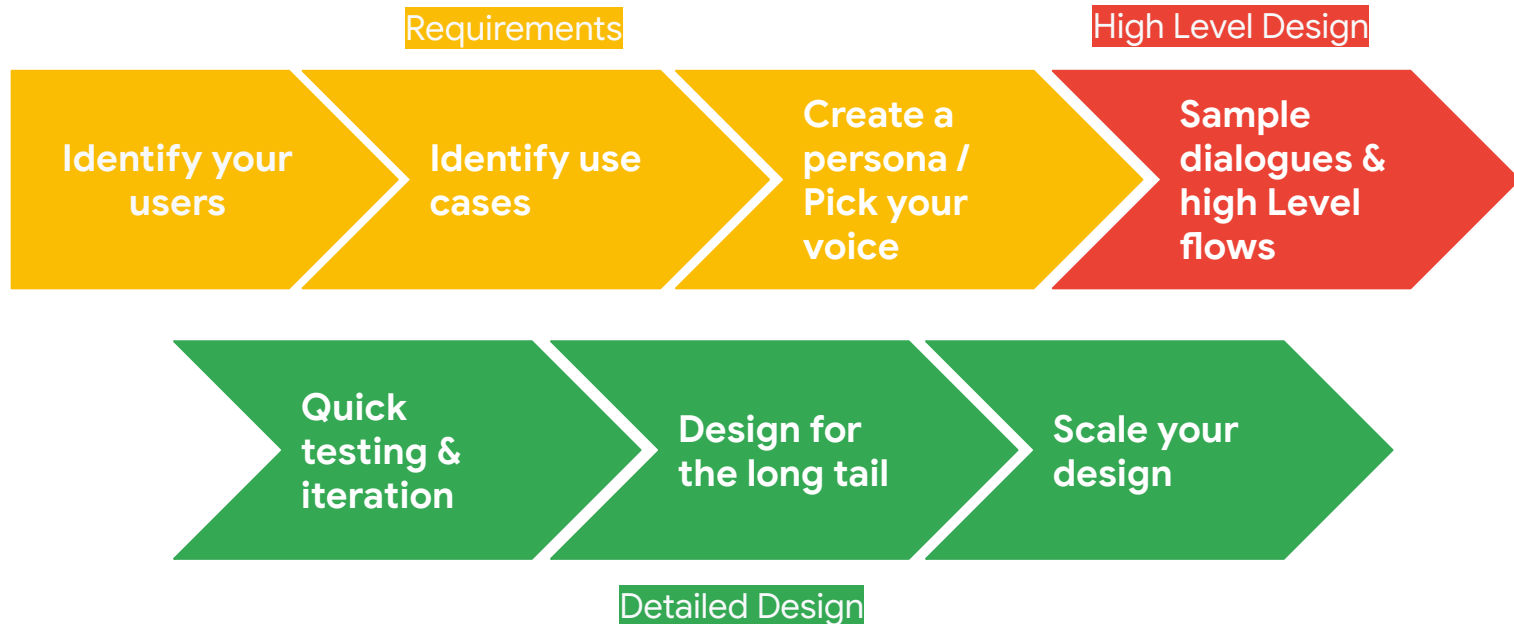 Requirements
High Level Design
Identify your
users
Identify use
cases
Create a
persona /
Pick your
voice
Sample
dialogues &
high Level
flows
Quick
testing &
iteration
Design for
the long tail
Scale your
design
Detailed Design